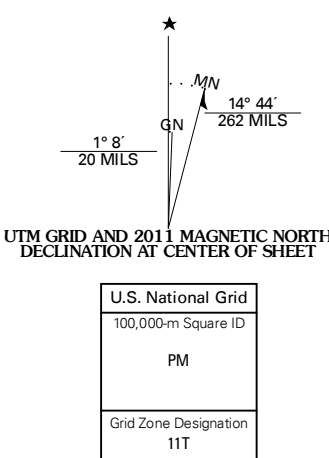 ★
MN
GN
14° 44´
262 MILS
1° 8´
20 MILS
UTM GRID AND 2011 MAGNETIC NORTH
DECLINATION AT CENTER OF SHEET
U.S. National Grid
100,000-m Square ID
PM
Grid Zone Designation
11T